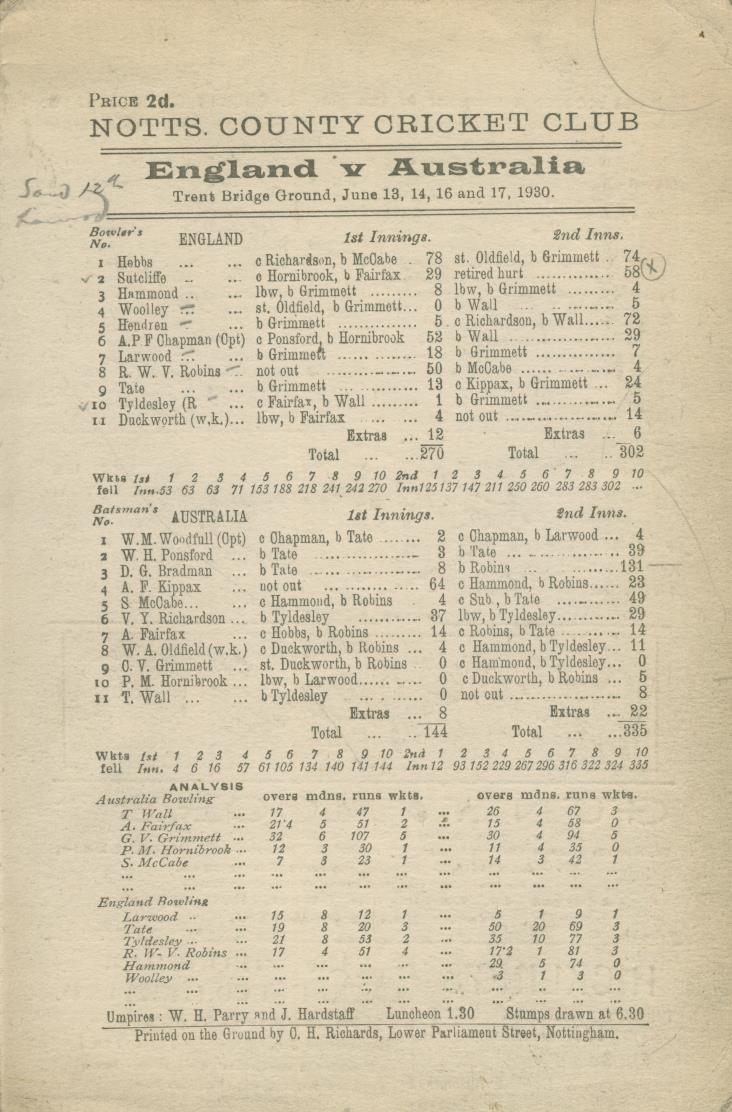 PRICE 2d.
NOTTS. COUNTY CRICKET CLUB
England v Australia
Trent Bridge Ground, June 13, 14, 16 and 17, 1930.
12th
Bowler's No. ENGLAND 1st Innings. 2nd Inns.
1 Hobbs ... ... c Richardson, b McCabe . 78 st. Oldfield, b Grimmett .. 74
2 Sutcliffe ... ... c Hornibrook, b Fairfax 29 retired hurt .............. 58 (x)
3 Hammond .. ... lbw, b Grimmett ......... 8 lbw, b Grimmett ......... 4
4 Woolley ... ... st. Oldfield, b Grimmett... 0 b Wall ............ 5
5 Hendren ... b Grimmett .............. 5 c Richardson, b Wall...... 72
6 A.P F Chapman (Cpt) c Ponsford, b Hornibrook 52 b Wall .............. 29
7 Larwood ... ... b Grimmett ............ 18 b Grimmett .............. 7
8 R. W. V. Robins ... not out .................. 50 b McCabe ............... 4
9 Tate ... ... b Grimmett ............ 13 c Kippax, b Grimmett ... 24
10 Tyldesley (R ... c Fairfax, b Wall ...... 1 b Grimmett ............ 5
11 Duckworth (w,k.)... lbw, b Fairfax ...... ... 4 not out .................. 14
Extras ... 12 Extras ... 6
Total ... ...270 Total ... .. 302
Wkts 1st 1 2 3 4 5 6 7 8 9 10 2nd 1 2 3 4 5 6 7 8 9 10
fell Inn. 53 63 63 71 153 188 218 241 242 270 Inn 125 137 147 211 250 260 283 283 302 ...
Batsman's No. AUSTRALIA 1st Innings. 2nd Inns.
1 W.M. Woodfull (Cpt) c Chapman, b Tate ........ 2 c Chapman, b Larwood ... 4
2 W. H. Ponsford ... b Tate .................. 3 b Tate .................. 39
3 D. G. Bradman ... b Tate .................. 8 b Robins ..................131
4 A. F. Kippax ... not out .................. 64 c Hammond, b Robins...... 23
5 S. McCabe... ... c Hammond, b Robins 4 c Sub., b Tate ............ 49
6 V. Y. Richardson ... b Tyldesley ............ 37 lbw, b Tyldesley......... 29
7 A. Fairfax ... c Hobbs, b Robins ...... 14 c Robins, b Tate ......... 14
8 W. A. Oldfield (w.k.) c Duckworth, b Robins ... 4 c Hammond, b Tyldesley... 11
9 C. V. Grimmett ... st. Duckworth, b Robins 0 c Hammond, b Tyldesley... 0
10 P. M. Hornibrook ... lbw, b Larwood......... 0 c Duckworth, b Robins ... 5
11 T. Wall ... b Tyldesley ............ 0 not out .................. 8
Extras ... 8 Extras ... 22
Total ... .. 144 Total ... ...335
Wkts 1st 1 2 3 4 5 6 7 8 9 10 2nd 1 2 3 4 5 6 7 8 9 10
fell Inn. 4 6 16 57 61 105 134 140 141 144 Inn 12 93 152 229 267 296 316 322 324 335
ANALYSIS
Australia Bowling overs mdns. runs wkts. overs mdns. runs wkts.
T Wall ... 17 4 47 1 ... 26 4 67 3
A. Fairfax ... 21'4 5 51 2 ... 15 4 58 0
G. V. Grimmett ... 32 6 107 5 ... 30 4 94 5
P. M. Hornibrook ... 12 3 30 1 ... 11 4 35 0
S. McCabe ... 7 3 23 1 ... 14 3 42 1
... ... ... ... ... ... ... ... ... ... ... ...
... ... ... ... ... ... ... ... ... ... ... ...
England Bowling
Larwood .. ... 15 8 12 1 ... 5 1 9 1
Tate ... ... 19 8 20 3 ... 50 20 69 3
Tyldesley ... ... 21 8 53 2 ... 35 10 77 3
R. W. V. Robins ... 17 4 51 4 ... 17'2 1 81 3
Hammond ... ... ... ... ... ... 29 5 74 0
Woolley ... ... ... ... ... ... ... 3 1 3 0
... ... ... ... ... ... ... ... ... ... ... ...
... ... ... ... ... ... ... ... ... ... ... ...
Umpires : W. H. Parry and J. Hardstaff Luncheon 1.30 Stumps drawn at 6.30
Printed on the Ground by C. H. Richards, Lower Parliament Street, Nottingham.